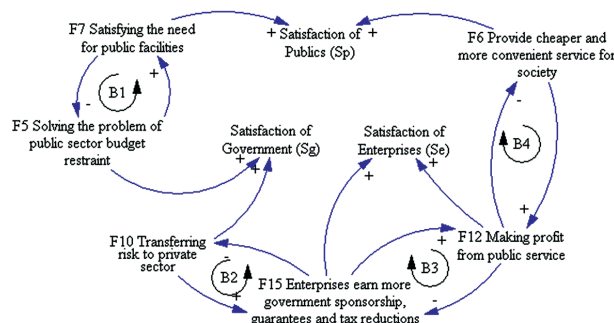 F7 Satisfying the need
for public facilities
+ Satisfaction of +
Publics (Sp)
F6 Provide cheaper and
more convenient service for
society
B1
+
-
-
B4
F5 Solving the problem of
public sector budget
restraint
Satisfaction of
Government (Sg)
+
+
Satisfaction of
Enterprises (Se)
+
+
+
F10 Transferring
risk to private
sector
-
B2
+
F12 Making profit
from public service
+
B3
-
F15 Enterprises earn more
government sponsorship,
guarantees and tax reductions